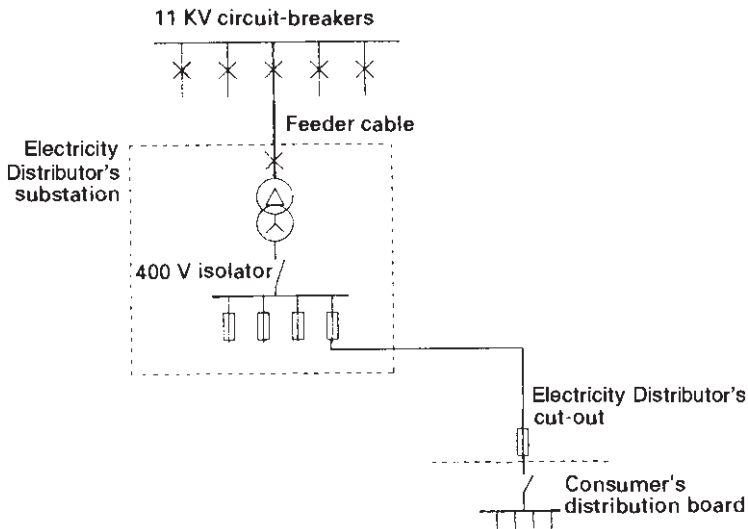 11 KV circuit-breakers
Feeder cable
Electricity
Distributor's
substation
400 V isolator
Electricity Distributor's
cut-out
Consumer's
distribution board